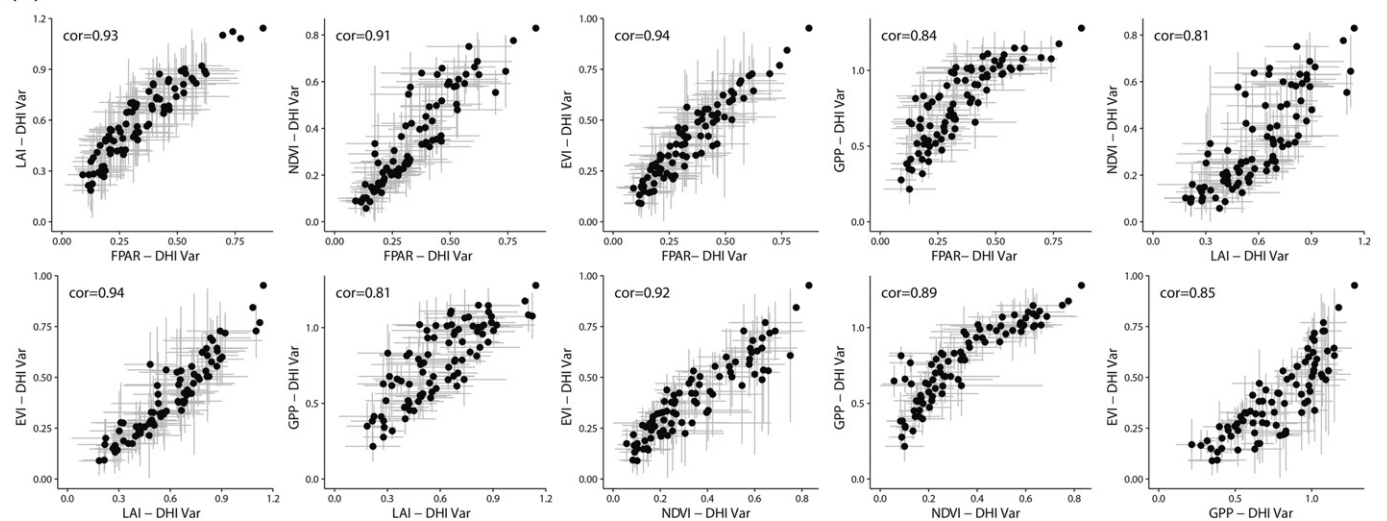 cor=0.93
LAI – DHI Var
1.2
0.9
0.6
0.3
0.0
0.00 0.25 0.50 0.75
FPAR – DHI Var
cor=0.91
NDVI – DHI Var
0.8
0.6
0.4
0.2
0.0
0.00 0.25 0.50 0.75
FPAR – DHI Var
cor=0.94
EVI – DHI Var
1.00
0.75
0.50
0.25
0.00
0.00 0.25 0.50 0.75
FPAR– DHI Var
cor=0.84
GPP – DHI Var
1.0
0.5
0.0
0.00 0.25 0.50 0.75
FPAR– DHI Var
cor=0.81
NDVI – DHI Var
0.8
0.6
0.4
0.2
0.0
0.0 0.3 0.6 0.9 1.2
LAI – DHI Var
cor=0.94
EVI – DHI Var
1.00
0.75
0.50
0.25
0.00
0.0 0.3 0.6 0.9 1.2
LAI – DHI Var
cor=0.81
GPP – DHI Var
1.0
0.5
0.0
0.0 0.3 0.6 0.9 1.2
LAI – DHI Var
cor=0.92
EVI – DHI Var
1.00
0.75
0.50
0.25
0.00
0.0 0.2 0.4 0.6 0.8
NDVI – DHI Var
cor=0.89
GPP – DHI Var
1.0
0.5
0.0
0.0 0.2 0.4 0.6 0.8
NDVI – DHI Var
cor=0.85
EVI – DHI Var
1.00
0.75
0.50
0.25
0.00
0.0 0.5 1.0
GPP – DHI Var